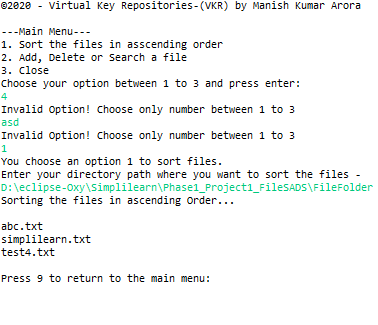 ©2020 - Virtual Key Repositories-(VKR) by Manish Kumar Arora
---Main Menu---
1. Sort the files in asscending order
2. Add, Delete or Search a file
3. Close
Choose your option between 1 to 3 and press enter:
4
Invalid Option! Choose only number between 1 to 3
asd
Invalid Option! Choose only number between 1 to 3
1
You choose an option 1 to sort files.
Enter your directory path where you want to sort the files -
D:\eclipse-Oxy\Simplilearn\Phase1_Project1_FileSADS\FileFolder
Sorting the files in ascending Order...
abc.txt
simplilearn.txt
test4.txt
Press 9 to return to the main menu: